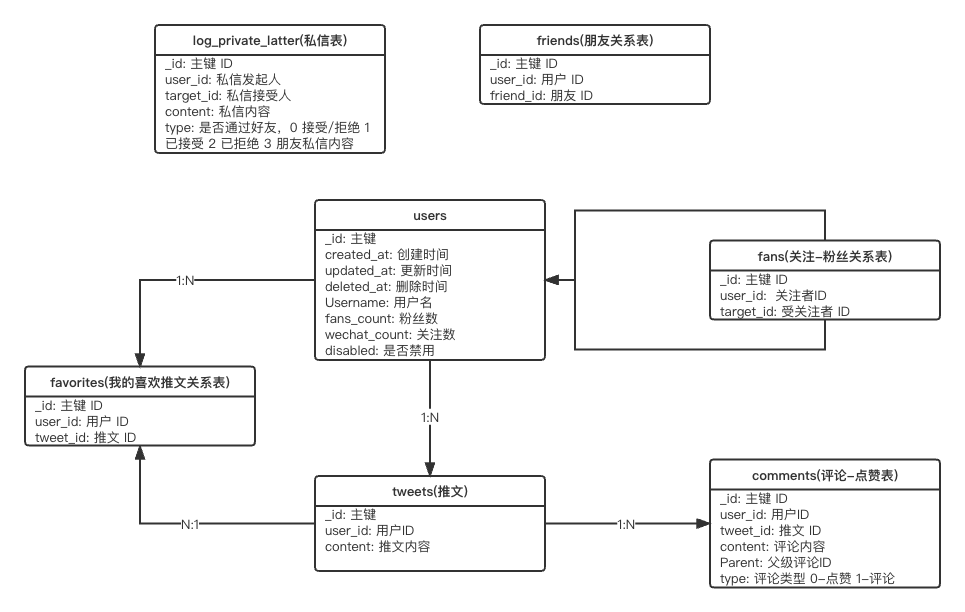 log_private_latter(私信表)
_id: 主键 ID
user_id: 私信发起人
target_id: 私信接受人
content: 私信内容
type: 是否通过好友，0 接受/拒绝 1
已接受 2 已拒绝 3 朋友私信内容
friends(朋友关系表)
_id: 主键 ID
user_id: 用户 ID
friend_id: 朋友 ID
users
_id: 主键
created_at: 创建时间
updated_at: 更新时间
deleted_at: 删除时间
Username: 用户名
fans_count: 粉丝数
wechat_count: 关注数
disabled: 是否禁用
fans(关注-粉丝关系表)
_id: 主键 ID
user_id:  关注者ID
target_id: 受关注者 ID
1:N
favorites(我的喜欢推文关系表)
_id: 主键 ID
user_id: 用户 ID
tweet_id: 推文 ID
1:N
tweets(推文)
_id: 主键
user_id: 用户ID
content: 推文内容
N:1
1:N
comments(评论-点赞表)
_id: 主键 ID
user_id: 用户ID
tweet_id: 推文 ID
content: 评论内容
Parent: 父级评论ID
type: 评论类型 0-点赞 1-评论